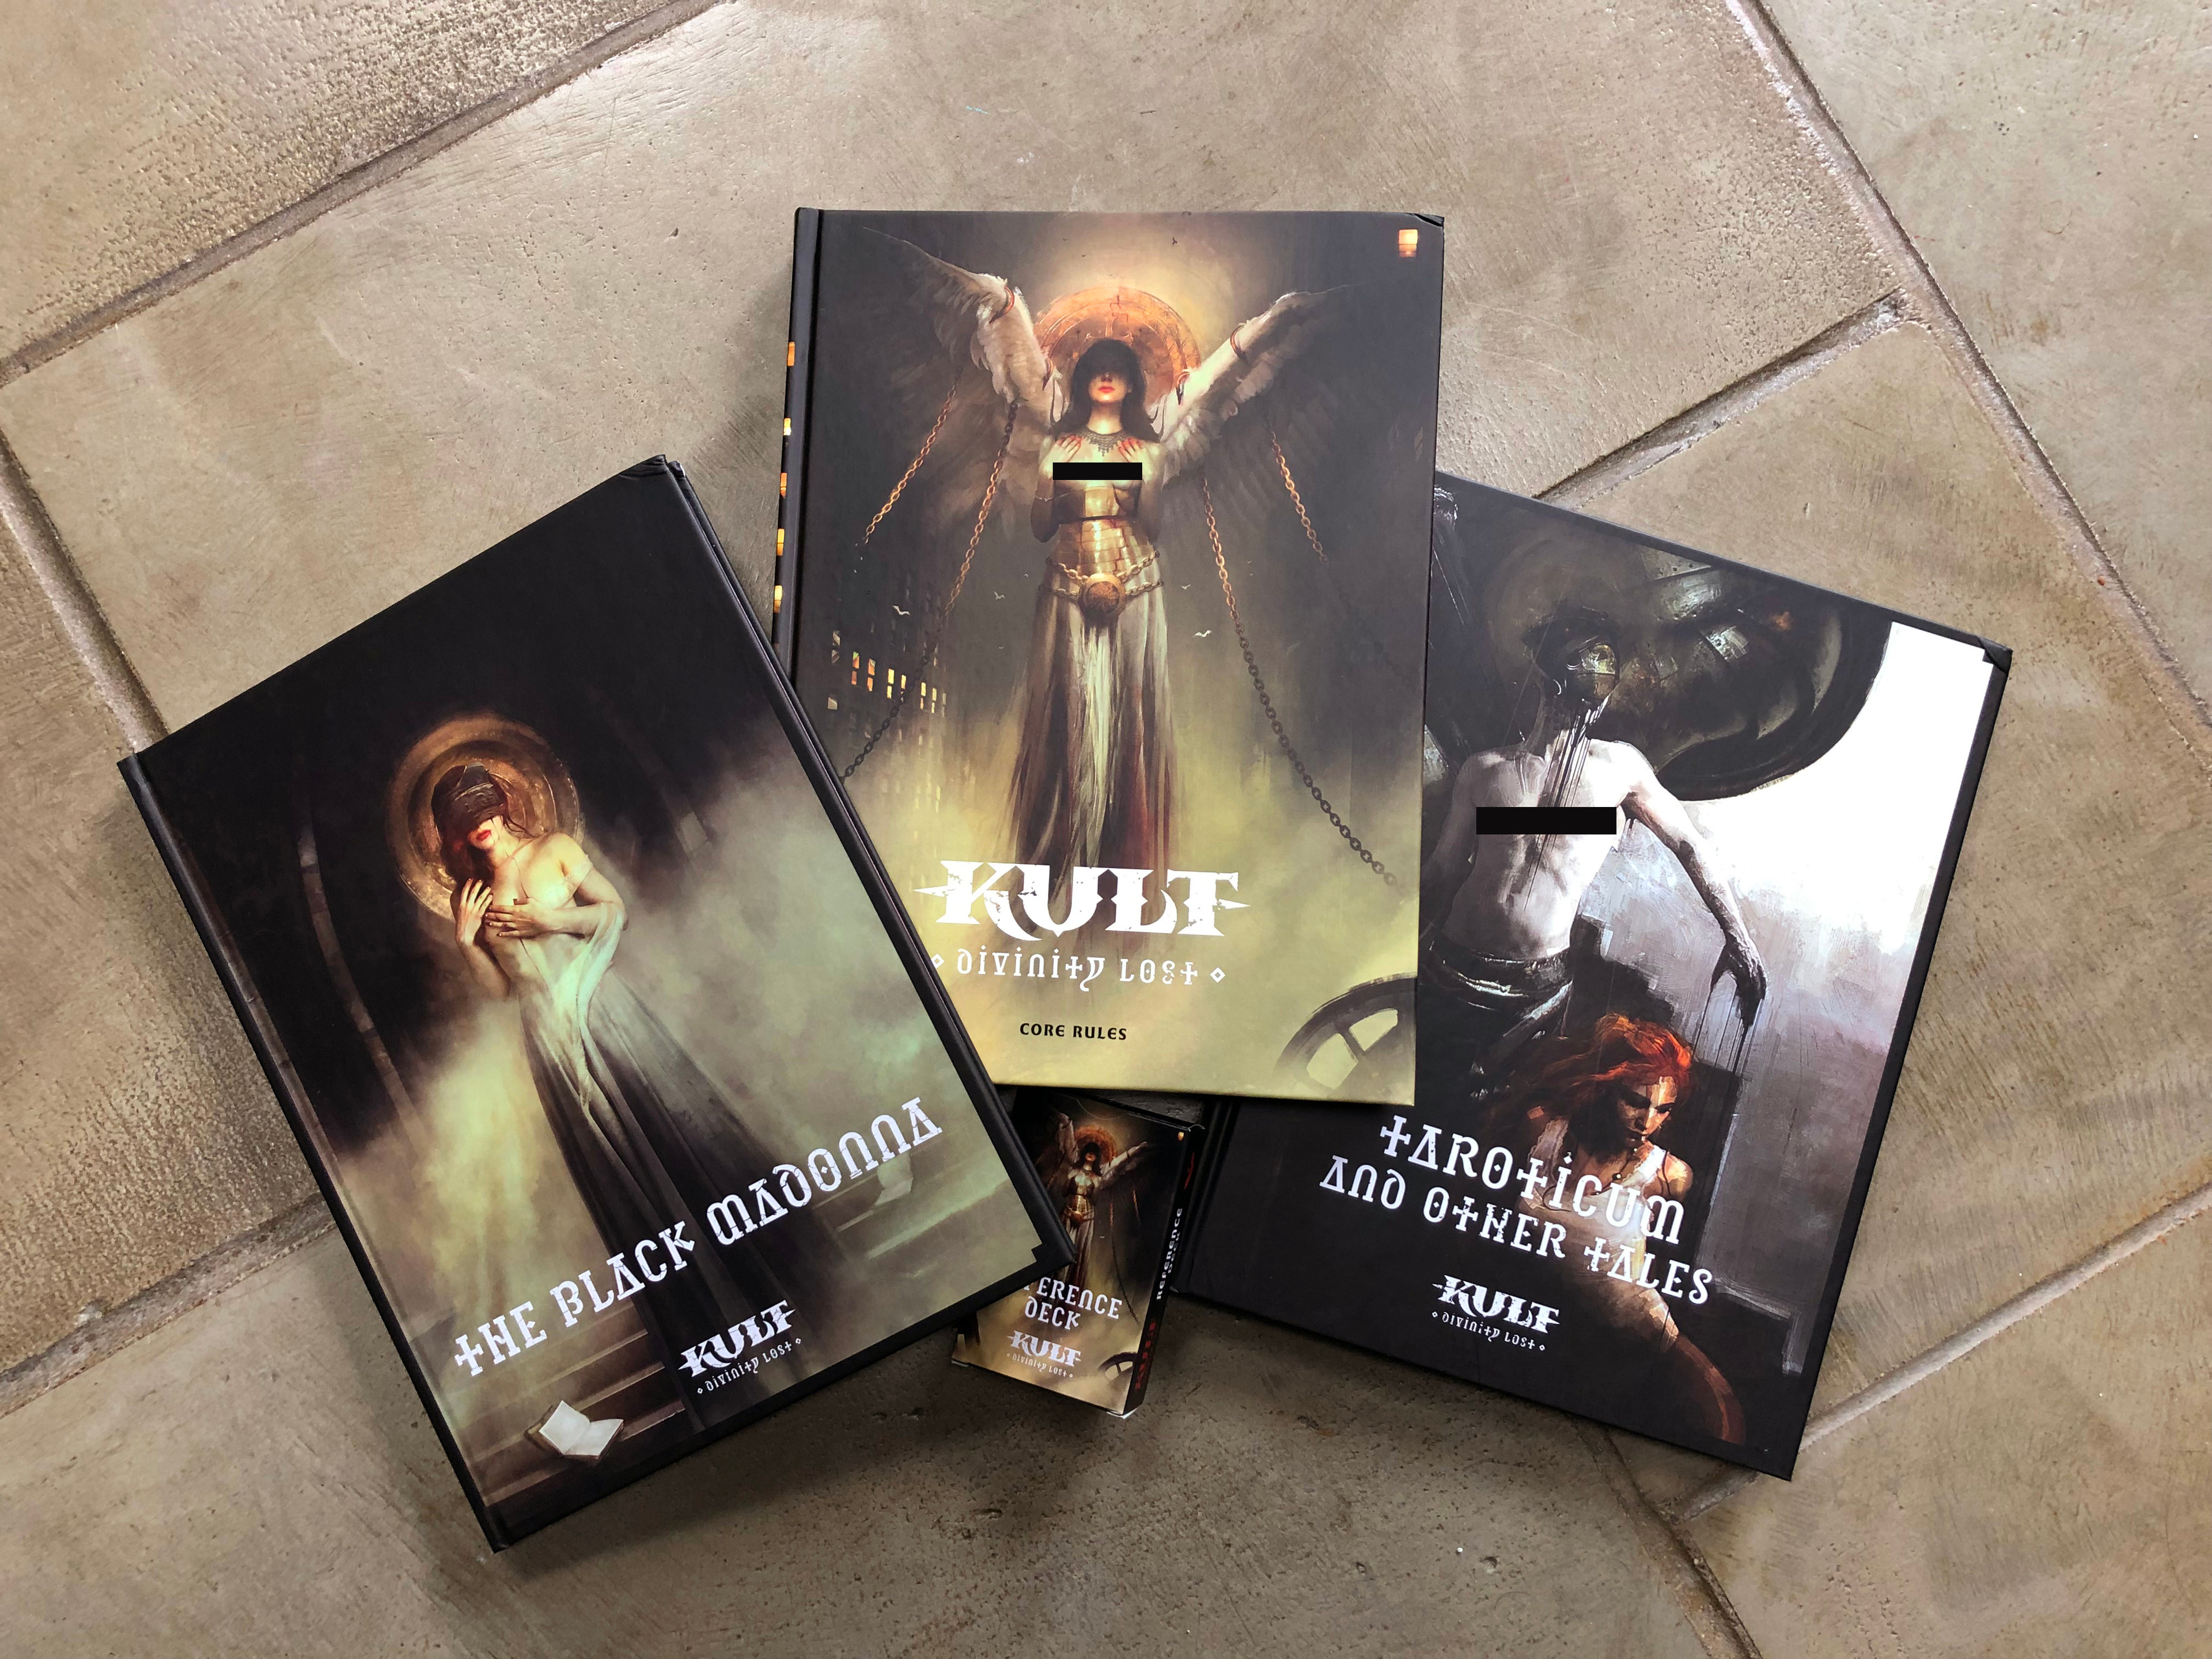 KULT
DIVINITY LOST
CORE RULES
THE BLACK MADONNA
KULT
DIVINITY LOST
TAROTICUM
AND OTHER TALES
KULT
DIVINITY LOST
DECK
KULT
DIVINITY LOST
REFERENCE